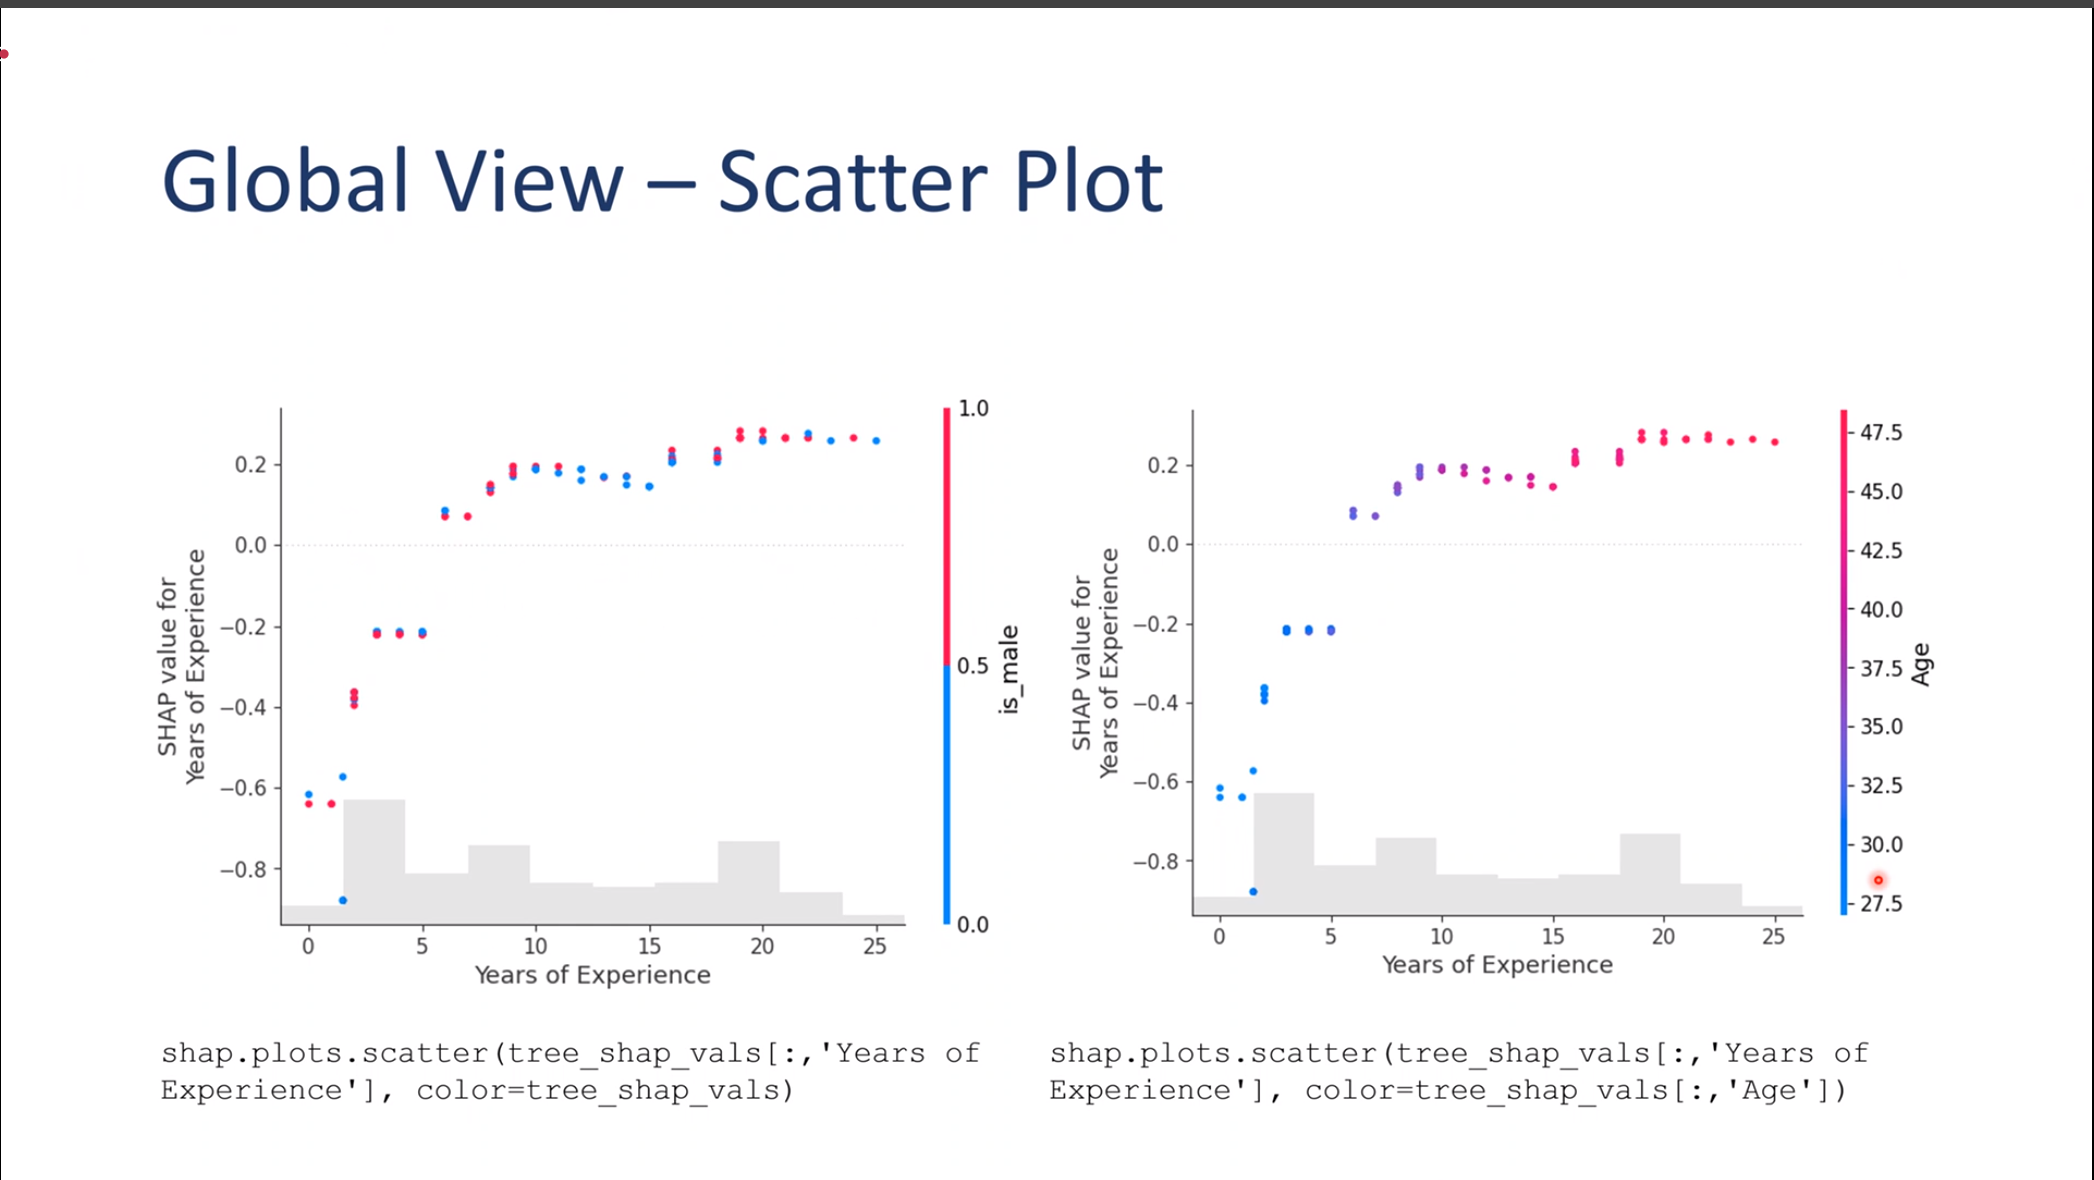 Global View – Scatter Plot
SHAP value for
Years of Experience
0.2
0.0
−0.2
−0.4
−0.6
−0.8
0 5 10 15 20 25
Years of Experience
1.0
0.5
0.0
is_male
SHAP value for
Years of Experience
0.2
0.0
−0.2
−0.4
−0.6
−0.8
0 5 10 15 20 25
Years of Experience
47.5
45.0
42.5
40.0
37.5
35.0
32.5
30.0
27.5
Age
shap.plots.scatter(tree_shap_vals[:,'Years of
Experience'], color=tree_shap_vals)
shap.plots.scatter(tree_shap_vals[:,'Years of
Experience'], color=tree_shap_vals[:,'Age'])